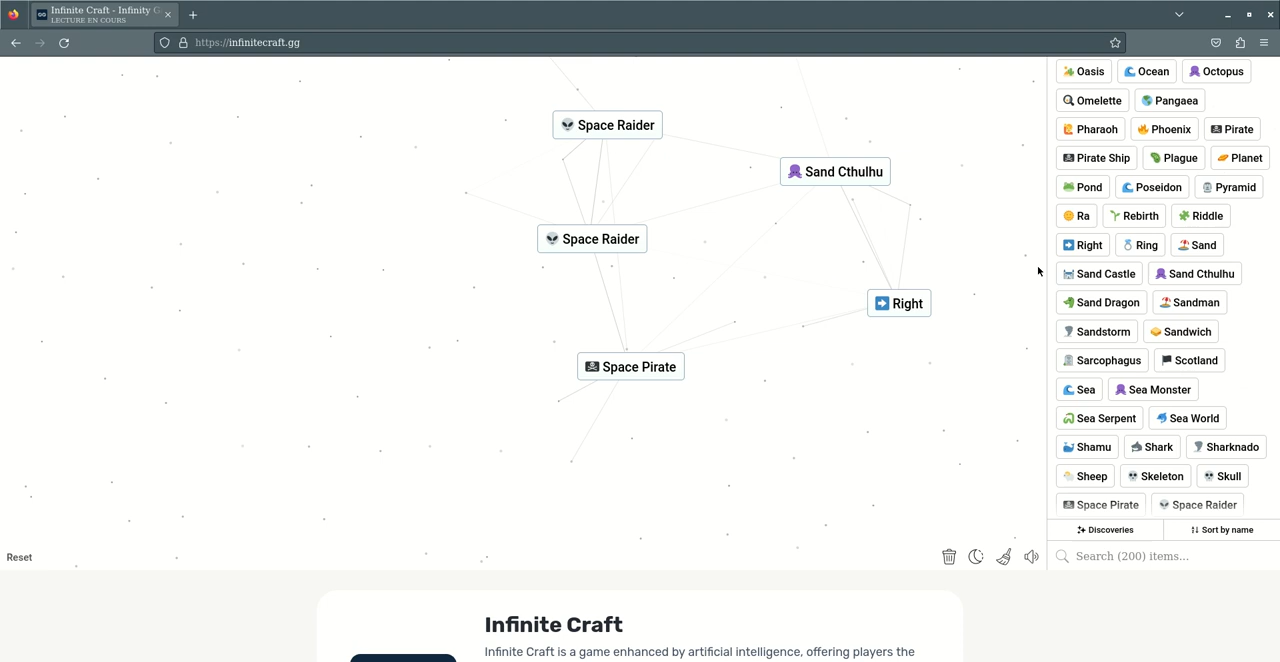 Infinite Craft - Infinity G
LECTURE EN COURS
https://infinitecraft.gg
Space Raider
Sand Cthulhu
Space Raider
Right
Space Pirate
Reset
Oasis Ocean Octopus
Omelette Pangaea
Pharaoh Phoenix Pirate
Pirate Ship Plague Planet
Pond Poseidon Pyramid
Ra Rebirth Riddle
Right Ring Sand
Sand Castle Sand Cthulhu
Sand Dragon Sandman
Sandstorm Sandwich
Sarcophagus Scotland
Sea Sea Monster
Sea Serpent Sea World
Shamu Shark Sharknado
Sheep Skeleton Skull
Space Pirate Space Raider
Discoveries Sort by name
Search (200) items...
Infinite Craft
Infinite Craft is a game enhanced by artificial intelligence, offering players the